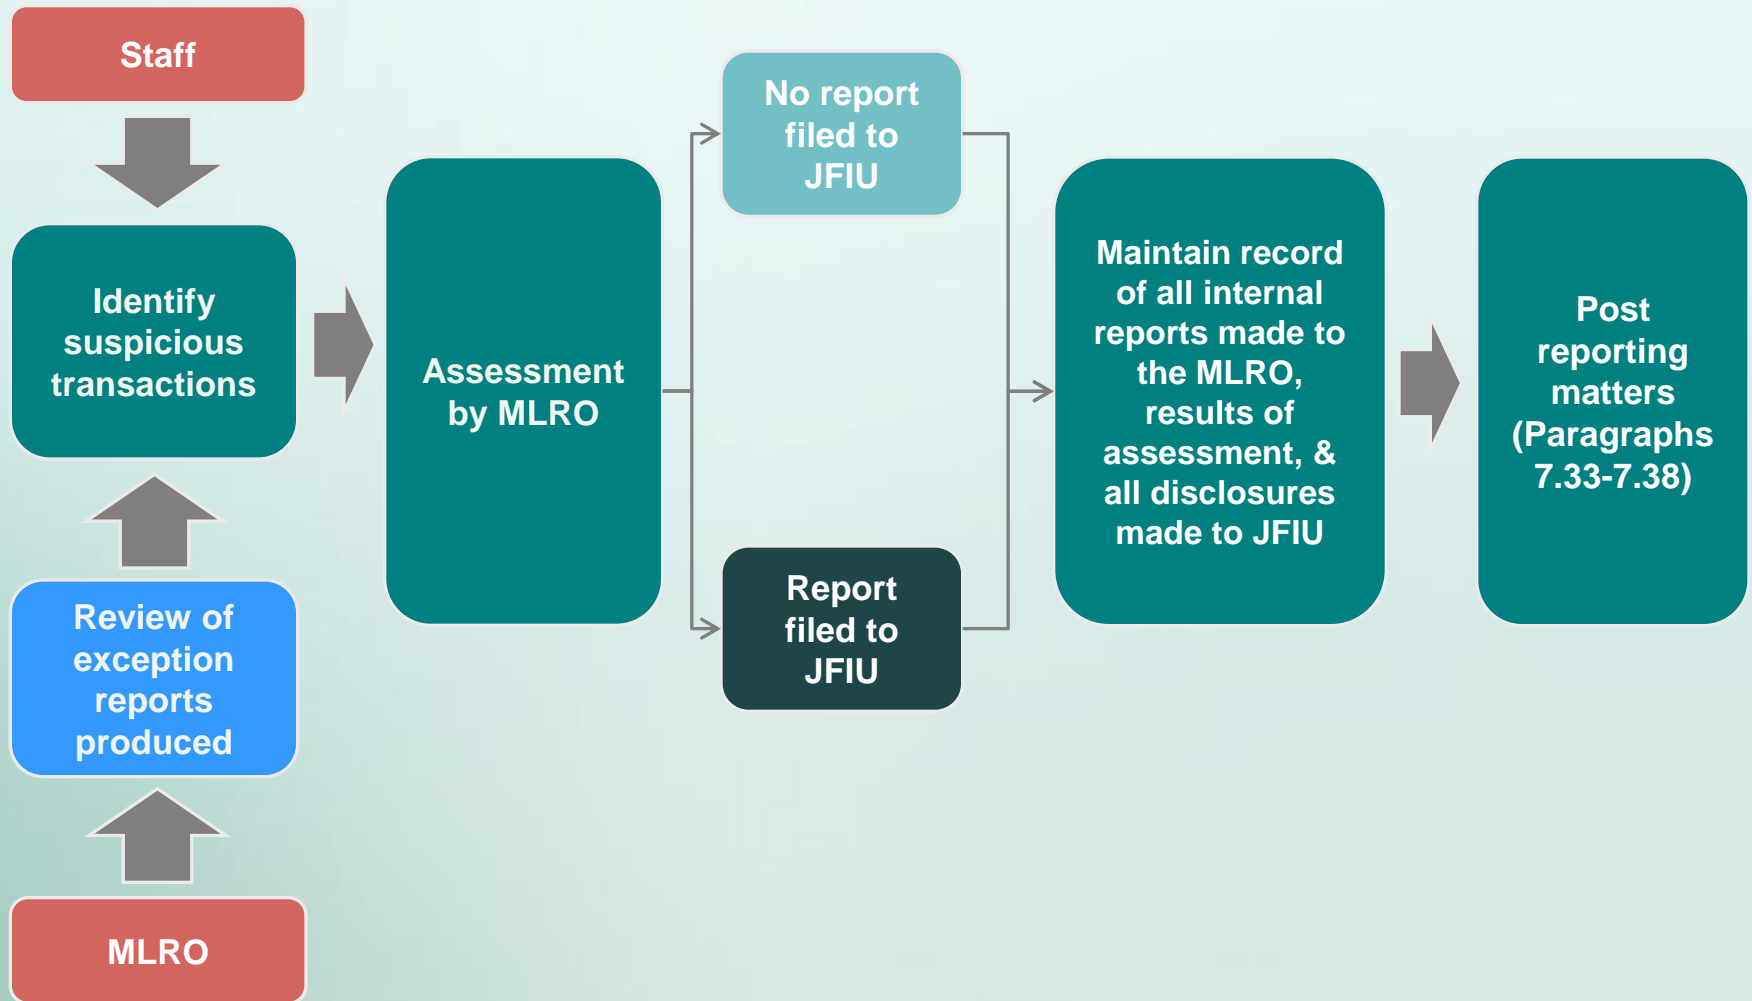 Staff
Identify
suspicious
transactions
Review of
exception
reports
produced
MLRO
Assessment
by MLRO
No report
filed to
JFIU
Report
filed to
JFIU
Maintain record
of all internal
reports made to
the MLRO,
results of
assessment, &
all disclosures
made to JFIU
Post
reporting
matters
(Paragraphs
7.33-7.38)